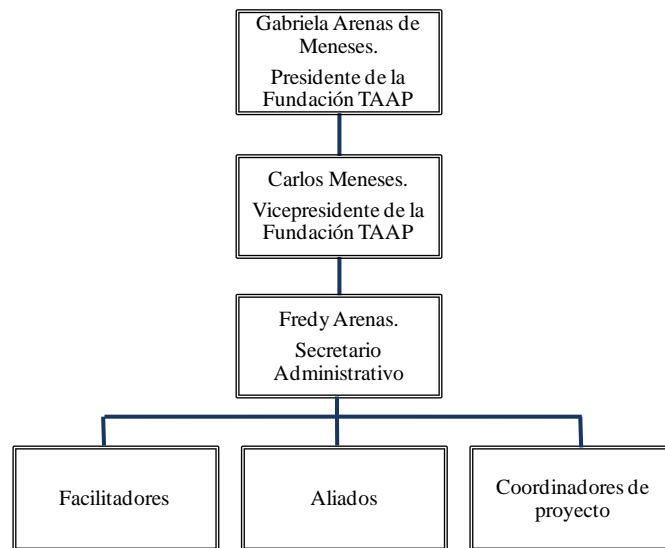 Gabriela Arenas de
Meneses.
Presidente de la
Fundación TAAP
Carlos Meneses.
Vicepresidente de la
Fundación TAAP
Fredy Arenas.
Secretario
Administrativo
Facilitadores
Aliados
Coordinadores de
proyecto